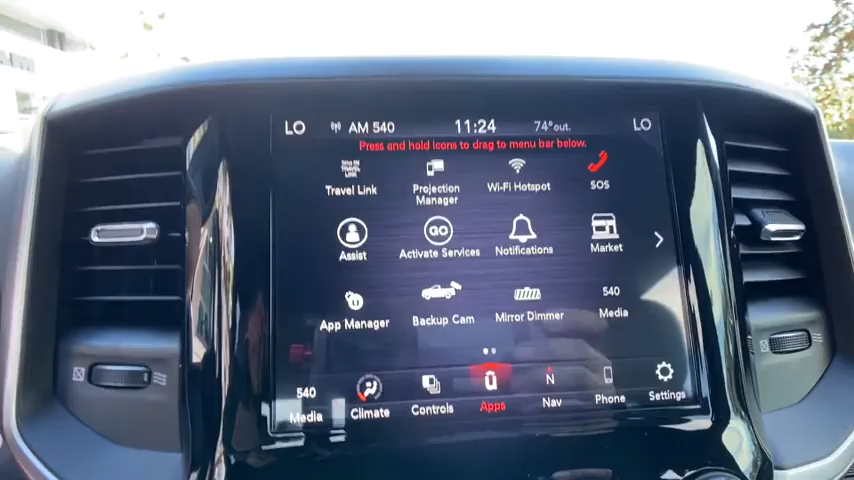 LO AM 540 11:24 74°out. LO
Press and hold icons to drag to menu bar below.
Travel Link
Projection Manager
Wi-Fi Hotspot
SOS
Assist
GO
Activate Services
Notifications
Market
App Manager
Backup Cam
Mirror Dimmer
540
Media
540
Media
Climate
Controls
Apps
N
Nav
Phone
Settings